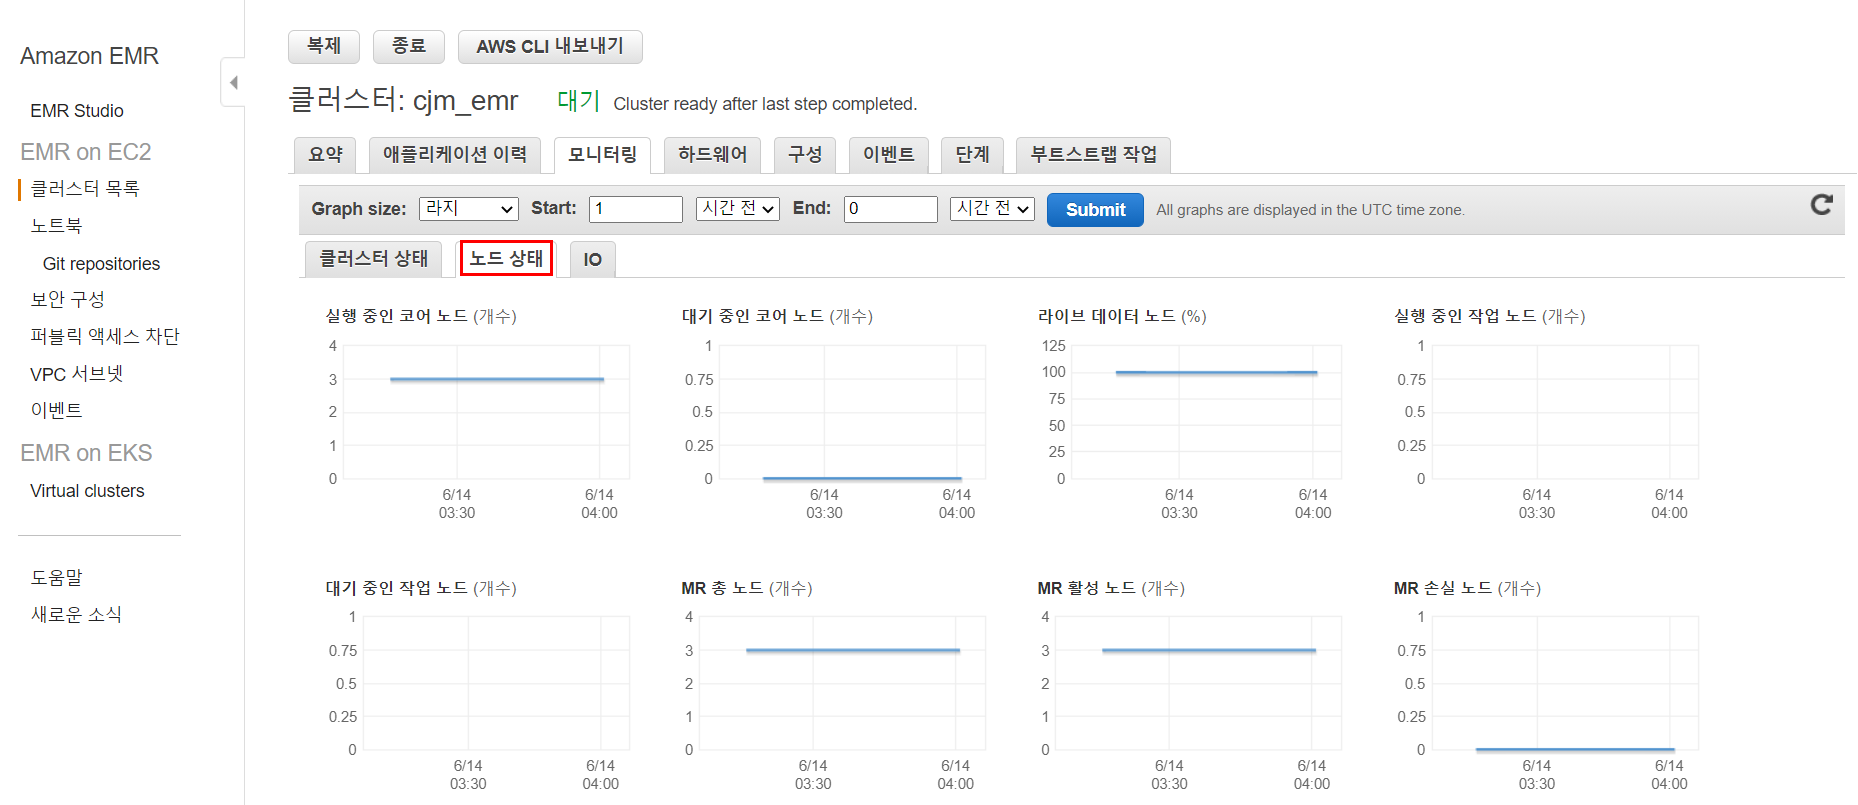 Amazon EMR
EMR Studio
EMR on EC2
클러스터 목록
노트북
Git repositories
보안 구성
퍼블릭 액세스 차단
VPC 서브넷
이벤트
EMR on EKS
Virtual clusters
도움말
새로운 소식
복제 종료 AWS CLI 내보내기
클러스터: cjm_emr 대기 Cluster ready after last step completed.
요약 애플리케이션 이력 모니터링 하드웨어 구성 이벤트 단계 부트스트랩 작업
Graph size: 라지 Start: 1 시간 전 End: 0 시간 전 Submit All graphs are displayed in the UTC time zone.
클러스터 상태 노드 상태 IO
실행 중인 코어 노드 (개수)
4
3
2
1
0
6/14 6/14
03:30 04:00
대기 중인 코어 노드 (개수)
1
0.75
0.5
0.25
0
6/14 6/14
03:30 04:00
라이브 데이터 노드 (%)
125
100
75
50
25
0
6/14 6/14
03:30 04:00
실행 중인 작업 노드 (개수)
1
0.75
0.5
0.25
0
6/14 6/14
03:30 04:00
대기 중인 작업 노드 (개수)
1
0.75
0.5
0.25
0
6/14 6/14
03:30 04:00
MR 총 노드 (개수)
4
3
2
1
0
6/14 6/14
03:30 04:00
MR 활성 노드 (개수)
4
3
2
1
0
6/14 6/14
03:30 04:00
MR 손실 노드 (개수)
1
0.75
0.5
0.25
0
6/14 6/14
03:30 04:00